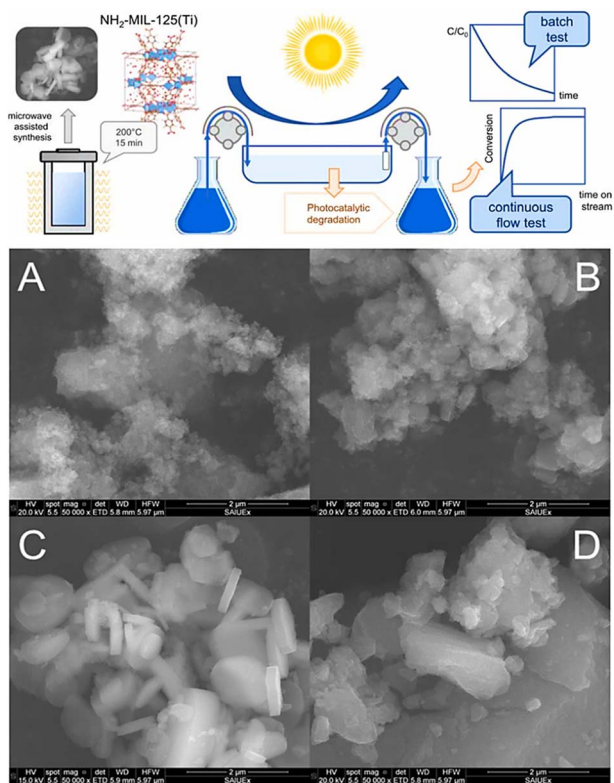 NH₂-MIL-125(Ti)
microwave
assisted
synthesis
200°C
15 min
Photocatalytic
degradation
C/C₀
batch
test
time
Conversion
continuous
flow test
time on
stream
A
HV spot mag ¤ det WD HFW 2 µm
20.0 kV 5.5 50 000 x ETD 5.8 mm 5.97 µm SAIUEx
B
HV spot mag ¤ det WD HFW 2 µm
20.0 kV 5.5 50 000 x ETD 6.0 mm 5.97 µm SAIUEx
C
HV spot mag ¤ det WD HFW 2 µm
15.0 kV 5.5 50 000 x ETD 5.9 mm 5.97 µm SAIUEx
D
HV spot mag ¤ det WD HFW 2 µm
20.0 kV 5.5 50 000 x ETD 5.8 mm 5.97 µm SAIUEx